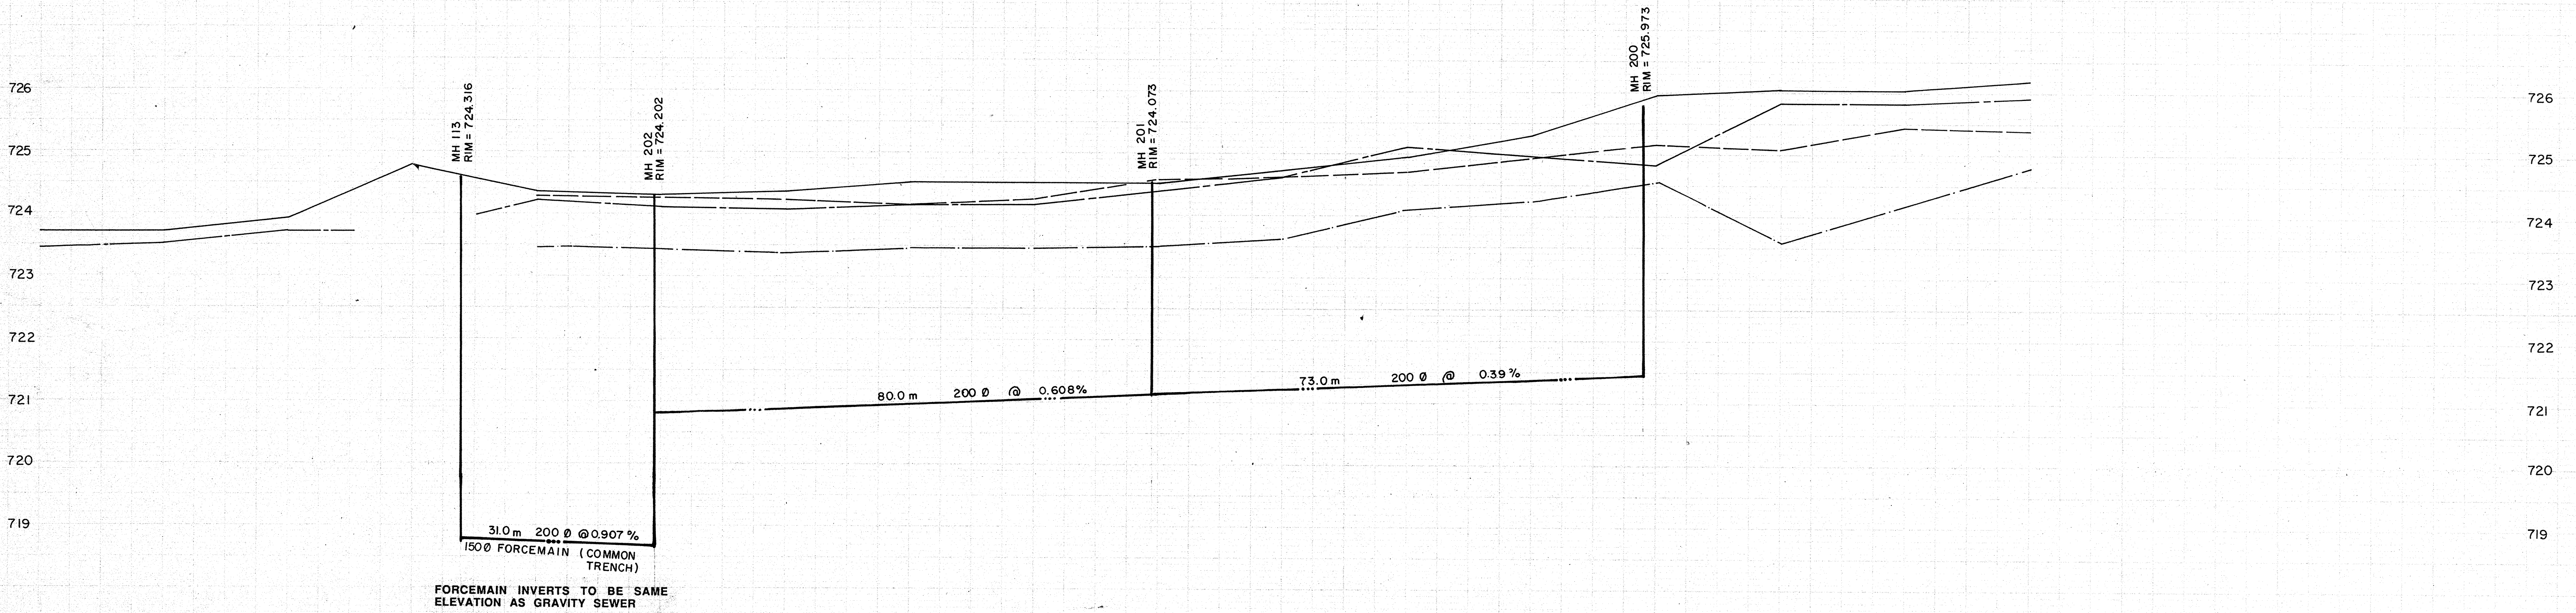 MH 200
RIM = 725.973
MH 113
RIM = 724.316
MH 202
RIM = 724.202
MH 201
RIM = 724.073
726
725
724
723
722
721
720
719
726
725
724
723
722
721
720
719
73.0 m 200 Ø @ 0.39 %
80.0 m 200 Ø @ 0.608%
31.0 m 200 Ø @ 0.907 %
150 Ø FORCEMAIN (COMMON
TRENCH)
FORCEMAIN INVERTS TO BE SAME
ELEVATION AS GRAVITY SEWER